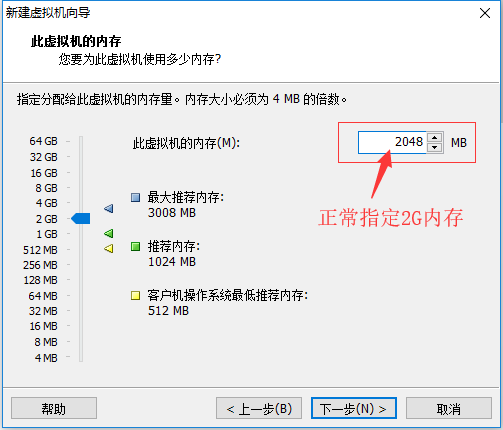 新建虚拟机向导
此虚拟机的内存
您要为此虚拟机使用多少内存?
指定分配给此虚拟机的内存量。内存大小必须为 4 MB 的倍数。
64 GB
32 GB
16 GB
8 GB
4 GB
2 GB
1 GB
512 MB
256 MB
128 MB
64 MB
32 MB
16 MB
8 MB
4 MB
此虚拟机的内存(M):
2048 MB
正常指定2G内存
最大推荐内存:
3008 MB
推荐内存:
1024 MB
客户机操作系统最低推荐内存:
512 MB
帮助
< 上一步(B)
下一步(N) >
取消